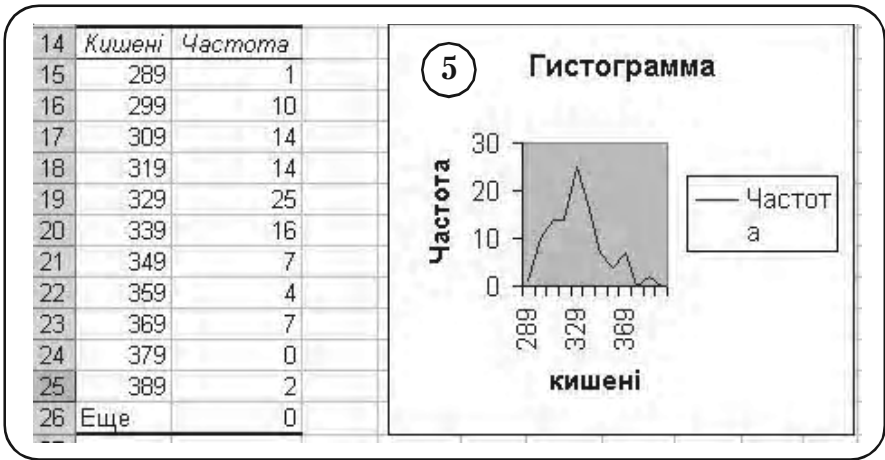 14 Кишені Частота
15 289 1
16 299 10
17 309 14
18 319 14
19 329 25
20 339 16
21 349 7
22 359 4
23 369 7
24 379 0
25 389 2
26 Еще 0
5
Гистограмма
Частота
30
20
10
0
289 329 369
кишені
Частот
а